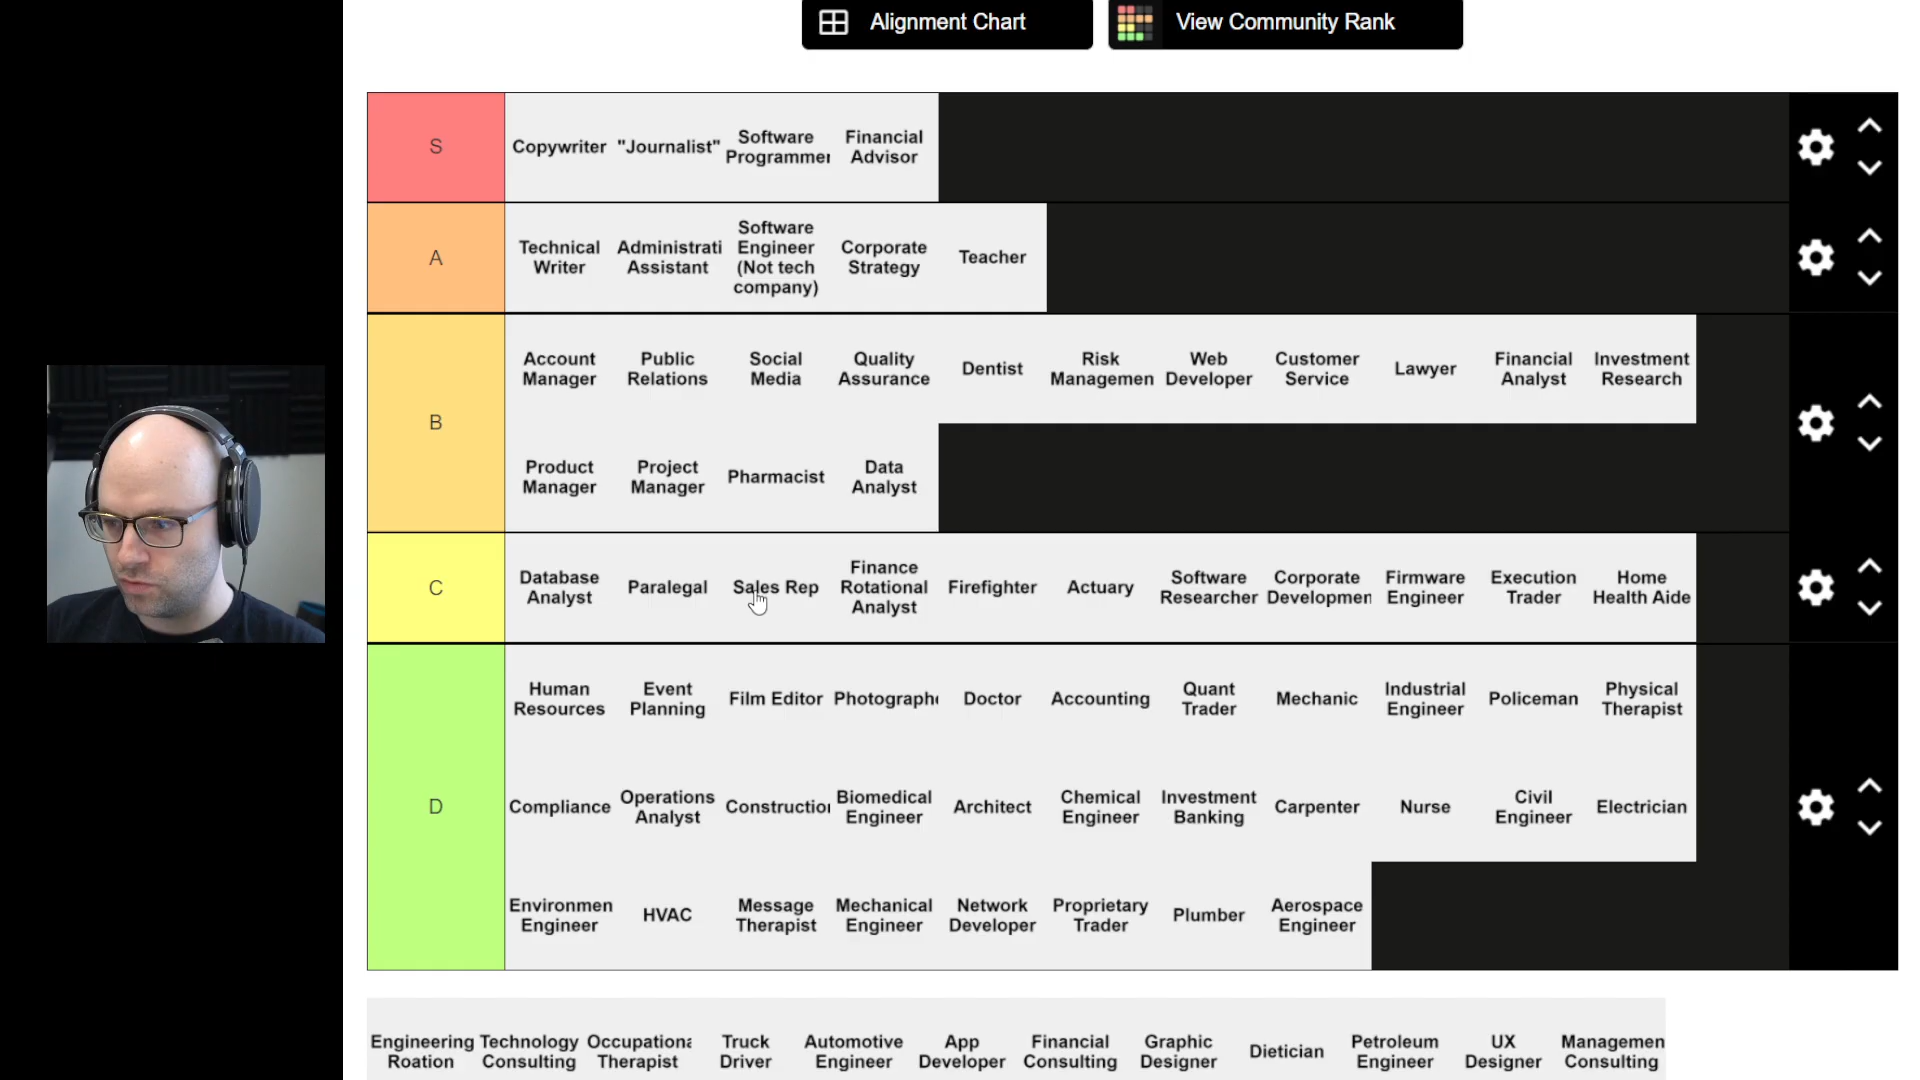 Alignment Chart
View Community Rank
S
Copywriter
"Journalist"
Software
Programmer
Financial
Advisor
A
Technical
Writer
Administrati
Assistant
Software
Engineer
(Not tech
company)
Corporate
Strategy
Teacher
B
Account
Manager
Public
Relations
Social
Media
Quality
Assurance
Dentist
Risk
Managemen
Web
Developer
Customer
Service
Lawyer
Financial
Analyst
Investment
Research
Product
Manager
Project
Manager
Pharmacist
Data
Analyst
C
Database
Analyst
Paralegal
Sales Rep
Finance
Rotational
Analyst
Firefighter
Actuary
Software
Researcher
Corporate
Developmen
Firmware
Engineer
Execution
Trader
Home
Health Aide
D
Human
Resources
Event
Planning
Film Editor
Photograph
Doctor
Accounting
Quant
Trader
Mechanic
Industrial
Engineer
Policeman
Physical
Therapist
Compliance
Operations
Analyst
Constructio
Biomedical
Engineer
Architect
Chemical
Engineer
Investment
Banking
Carpenter
Nurse
Civil
Engineer
Electrician
Environmen
Engineer
HVAC
Message
Therapist
Mechanical
Engineer
Network
Developer
Proprietary
Trader
Plumber
Aerospace
Engineer
Engineering
Roation
Technology
Consulting
Occupationa
Therapist
Truck
Driver
Automotive
Engineer
App
Developer
Financial
Consulting
Graphic
Designer
Dietician
Petroleum
Engineer
UX
Designer
Managemen
Consulting